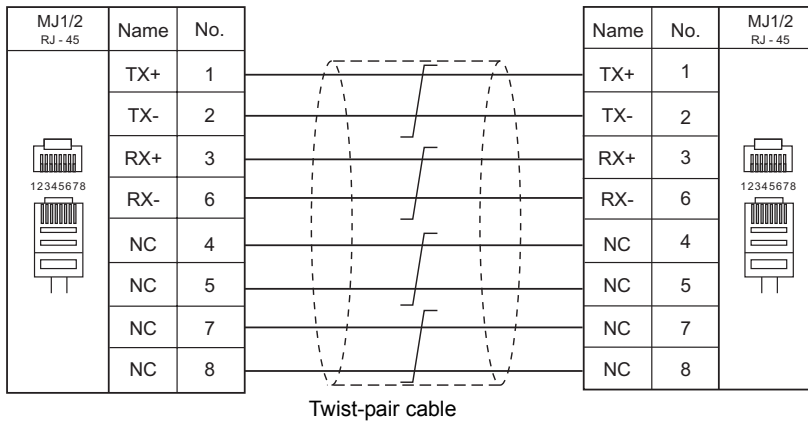 MJ1/2
RJ - 45
Name No.
TX+ 1
TX- 2
RX+ 3
RX- 6
NC 4
NC 5
NC 7
NC 8
12345678
Name No.
MJ1/2
RJ - 45
TX+ 1
TX- 2
RX+ 3
RX- 6
NC 4
NC 5
NC 7
NC 8
12345678
Twist-pair cable